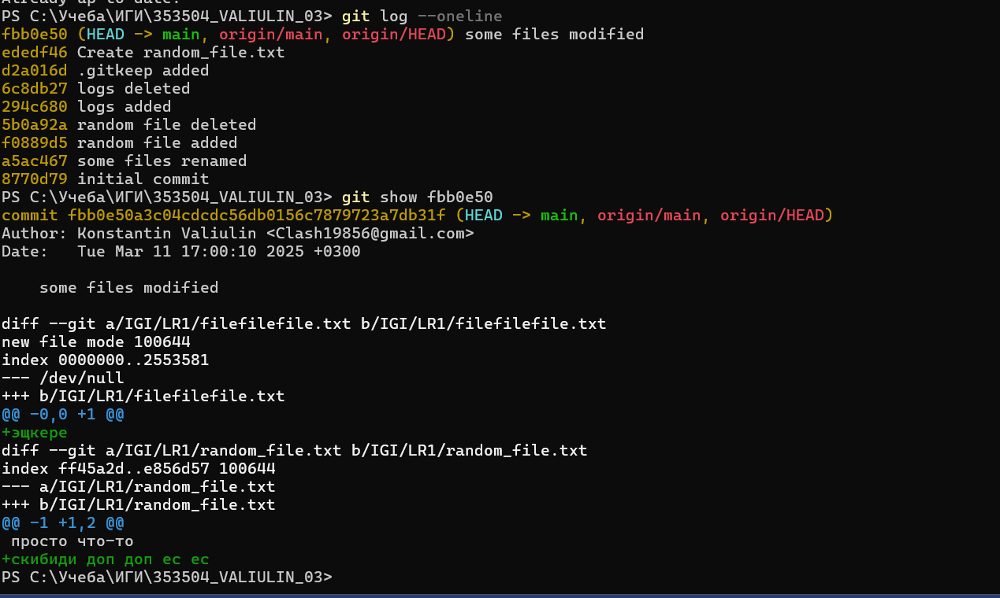 Already up to date.
PS C:\Учеба\ИГИ\353504_VALIULIN_03> git log --oneline
fbb0e50 (HEAD -> main, origin/main, origin/HEAD) some files modified
ededf46 Create random_file.txt
d2a016d .gitkeep added
6c8db27 logs deleted
294c680 logs added
5b0a92a random file deleted
f0889d5 random file added
a5ac467 some files renamed
8770d79 initial commit
PS C:\Учеба\ИГИ\353504_VALIULIN_03> git show fbb0e50
commit fbb0e50a3c04cdcdc56db0156c7879723a7db31f (HEAD -> main, origin/main, origin/HEAD)
Author: Konstantin Valiulin <Clash19856@gmail.com>
Date:   Tue Mar 11 17:00:10 2025 +0300
    some files modified
diff --git a/IGI/LR1/filefilefile.txt b/IGI/LR1/filefilefile.txt
new file mode 100644
index 0000000..2553581
--- /dev/null
+++ b/IGI/LR1/filefilefile.txt
@@ -0,0 +1 @@
+эщкере
diff --git a/IGI/LR1/random_file.txt b/IGI/LR1/random_file.txt
index ff45a2d..e856d57 100644
--- a/IGI/LR1/random_file.txt
+++ b/IGI/LR1/random_file.txt
@@ -1 +1,2 @@
 просто что-то
+скибиди доп доп ес ес
PS C:\Учеба\ИГИ\353504_VALIULIN_03>